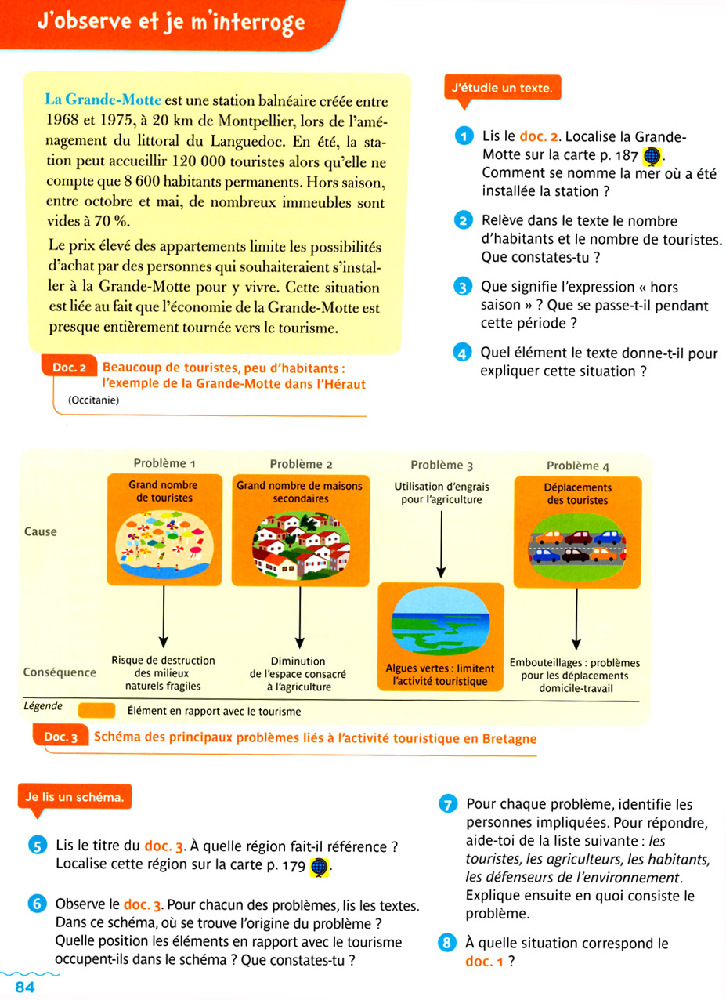 J'observe et je m'interroge
La Grande-Motte est une station balnéaire créée entre
1968 et 1975, à 20 km de Montpellier, lors de l'amé-
nagement du littoral du Languedoc. En été, la sta-
tion peut accueillir 120 000 touristes alors qu'elle ne
compte que 8 600 habitants permanents. Hors saison,
entre octobre et mai, de nombreux immeubles sont
vides à 70 %.
Le prix élevé des appartements limite les possibilités
d'achat par des personnes qui souhaiteraient s'instal-
ler à la Grande-Motte pour y vivre. Cette situation
est liée au fait que l'économie de la Grande-Motte est
presque entièrement tournée vers le tourisme.
Doc. 2 Beaucoup de touristes, peu d'habitants :
l'exemple de la Grande-Motte dans l'Héraut
(Occitanie)
J'étudie un texte.
1 Lis le doc. 2. Localise la Grande-
Motte sur la carte p. 187 .
Comment se nomme la mer où a été
installée la station ?
2 Relève dans le texte le nombre
d'habitants et le nombre de touristes.
Que constates-tu ?
3 Que signifie l'expression « hors
saison » ? Que se passe-t-il pendant
cette période ?
4 Quel élément le texte donne-t-il pour
expliquer cette situation ?
Problème 1
Problème 2
Problème 3
Problème 4
Cause
Grand nombre
de touristes
Grand nombre de maisons
secondaires
Utilisation d'engrais
pour l'agriculture
Déplacements
des touristes
Conséquence
Risque de destruction
des milieux
naturels fragiles
Diminution
de l'espace consacré
à l'agriculture
Algues vertes : limitent
l'activité touristique
Embouteillages : problèmes
pour les déplacements
domicile-travail
Légende
Élément en rapport avec le tourisme
Doc. 3 Schéma des principaux problèmes liés à l'activité touristique en Bretagne
Je lis un schéma.
5 Lis le titre du doc. 3. À quelle région fait-il référence ?
Localise cette région sur la carte p. 179 .
6 Observe le doc. 3. Pour chacun des problèmes, lis les textes.
Dans ce schéma, où se trouve l'origine du problème ?
Quelle position les éléments en rapport avec le tourisme
occupent-ils dans le schéma ? Que constates-tu ?
7 Pour chaque problème, identifie les
personnes impliquées. Pour répondre,
aide-toi de la liste suivante : les
touristes, les agriculteurs, les habitants,
les défenseurs de l'environnement.
Explique ensuite en quoi consiste le
problème.
8 À quelle situation correspond le
doc. 1 ?
84